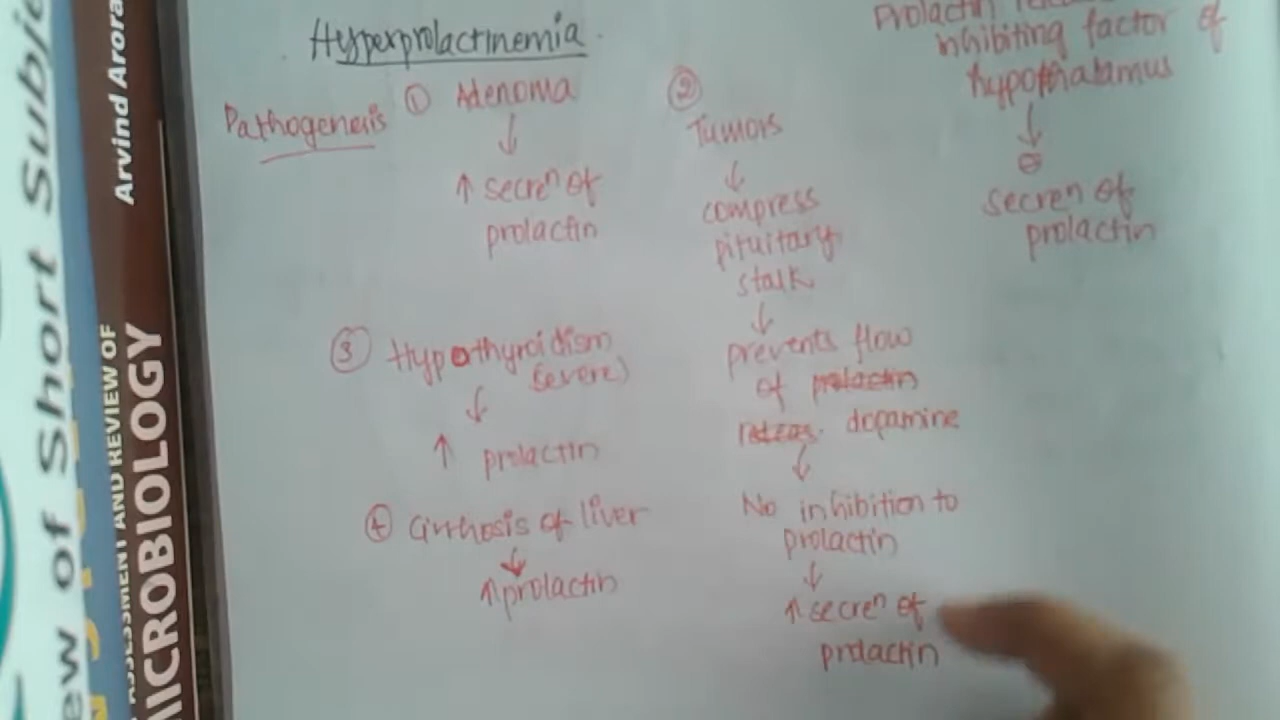 Hyperprolactinemia
Pathogenesis
① Adenoma
↓
↑ secreⁿ of
prolactin
②
Tumors
↓
compress
pituitary
stalk
↓
prevents flow
of prolactin
dopamine
↓
No inhibition to
prolactin
↓
↑ secreⁿ of
prolactin
③ Hypothyroidism
(severe)
↓
↑ prolactin
④ Cirrhosis of liver
↓
↑ prolactin
Prolactin
inhibiting factor of
hypothalamus
↓
⊖
secreⁿ of
prolactin
ew of Short Subje
ASSESSMENT AND REVIEW OF
MICROBIOLOGY
Arvind Arora